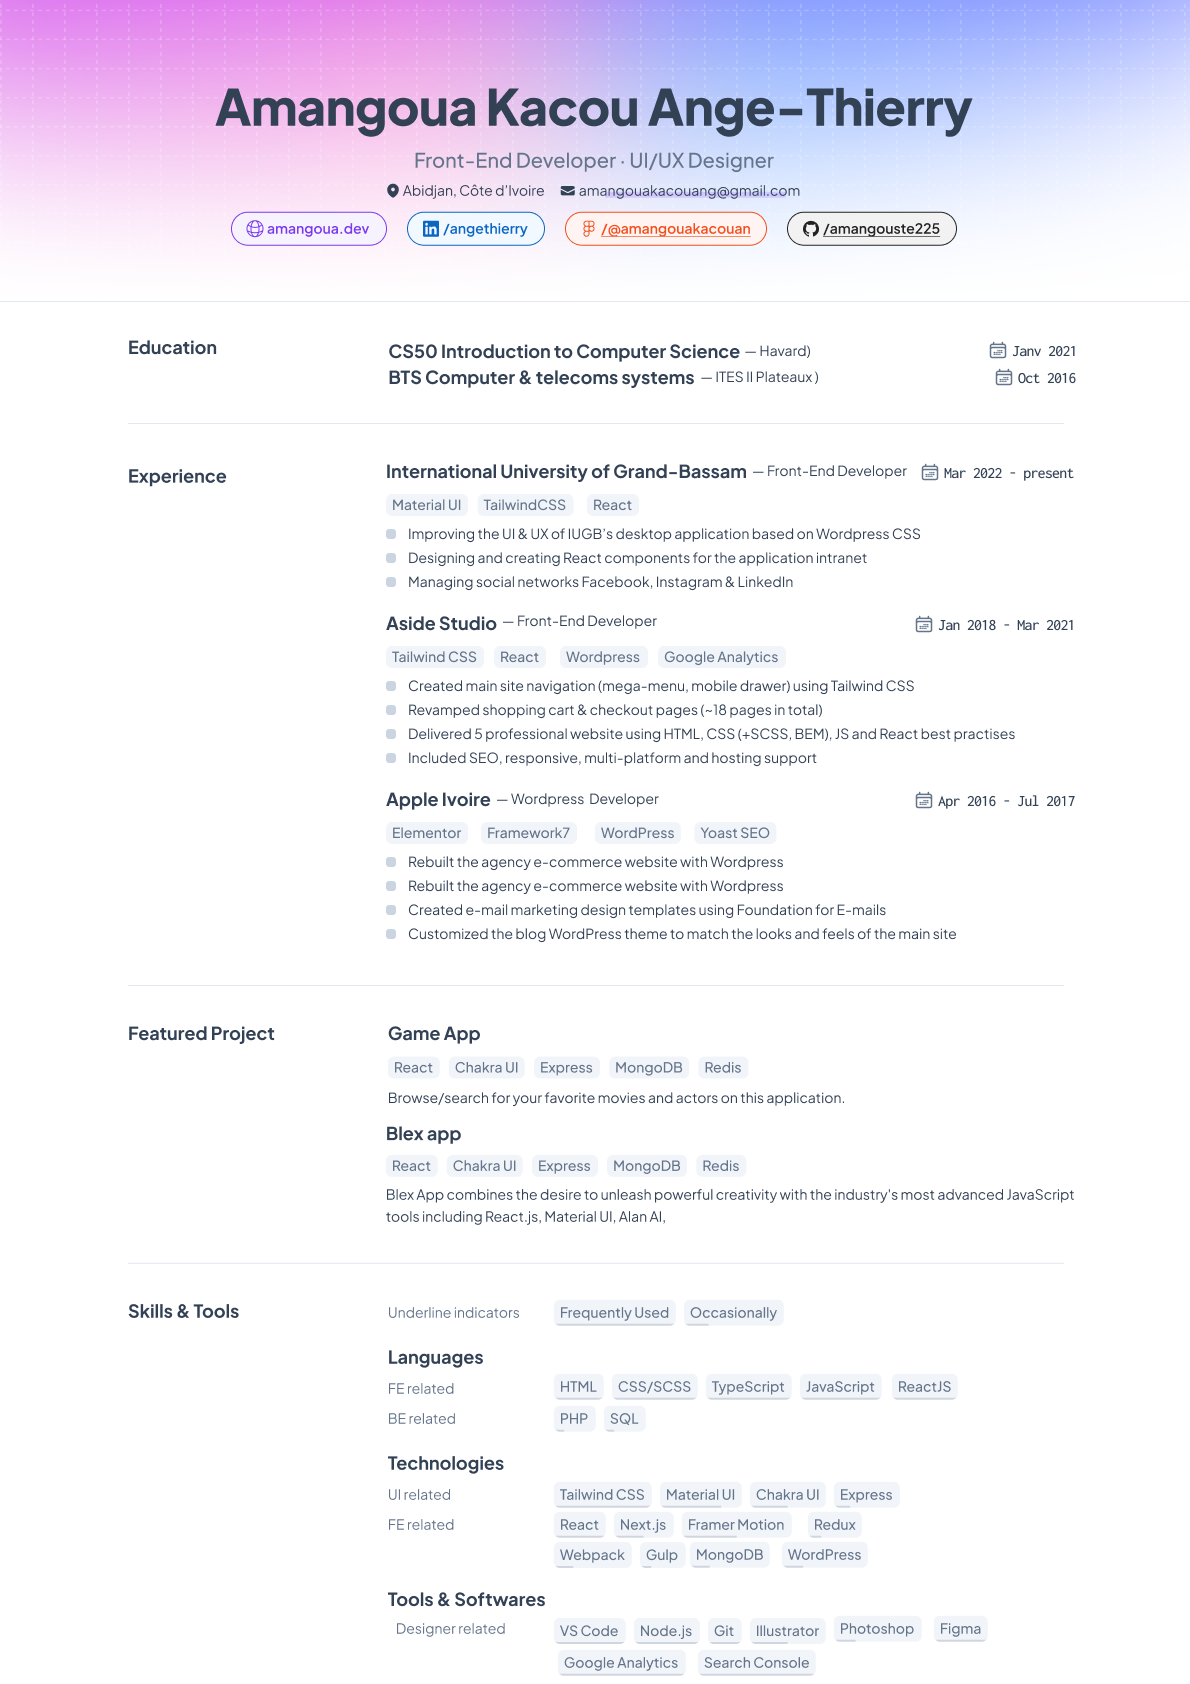 Amangoua Kacou Ange-Thierry
Front-End Developer · UI/UX Designer
Abidjan, Côte d'Ivoire amangouakacouang@gmail.com
amangoua.dev /angethierry /@amangouakacouan /amangouste225
Education
CS50 Introduction to Computer Science — Havard) Janv 2021
BTS Computer & telecoms systems — ITES II Plateaux ) Oct 2016
Experience
International University of Grand-Bassam — Front-End Developer Mar 2022 - present
Material UI TailwindCSS React
Improving the UI & UX of IUGB's desktop application based on Wordpress CSS
Designing and creating React components for the application intranet
Managing social networks Facebook, Instagram & LinkedIn
Aside Studio — Front-End Developer Jan 2018 - Mar 2021
Tailwind CSS React Wordpress Google Analytics
Created main site navigation (mega-menu, mobile drawer) using Tailwind CSS
Revamped shopping cart & checkout pages (~18 pages in total)
Delivered 5 professional website using HTML, CSS (+SCSS, BEM), JS and React best practises
Included SEO, responsive, multi-platform and hosting support
Apple Ivoire — Wordpress Developer Apr 2016 - Jul 2017
Elementor Framework7 WordPress Yoast SEO
Rebuilt the agency e-commerce website with Wordpress
Rebuilt the agency e-commerce website with Wordpress
Created e-mail marketing design templates using Foundation for E-mails
Customized the blog WordPress theme to match the looks and feels of the main site
Featured Project
Game App
React Chakra UI Express MongoDB Redis
Browse/search for your favorite movies and actors on this application.
Blex app
React Chakra UI Express MongoDB Redis
Blex App combines the desire to unleash powerful creativity with the industry's most advanced JavaScript
tools including React.js, Material UI, Alan AI,
Skills & Tools
Underline indicators Frequently Used Occasionally
Languages
FE related HTML CSS/SCSS TypeScript JavaScript ReactJS
BE related PHP SQL
Technologies
UI related Tailwind CSS Material UI Chakra UI Express
FE related React Next.js Framer Motion Redux
Webpack Gulp MongoDB WordPress
Tools & Softwares
Designer related VS Code Node.js Git Illustrator Photoshop Figma
Google Analytics Search Console